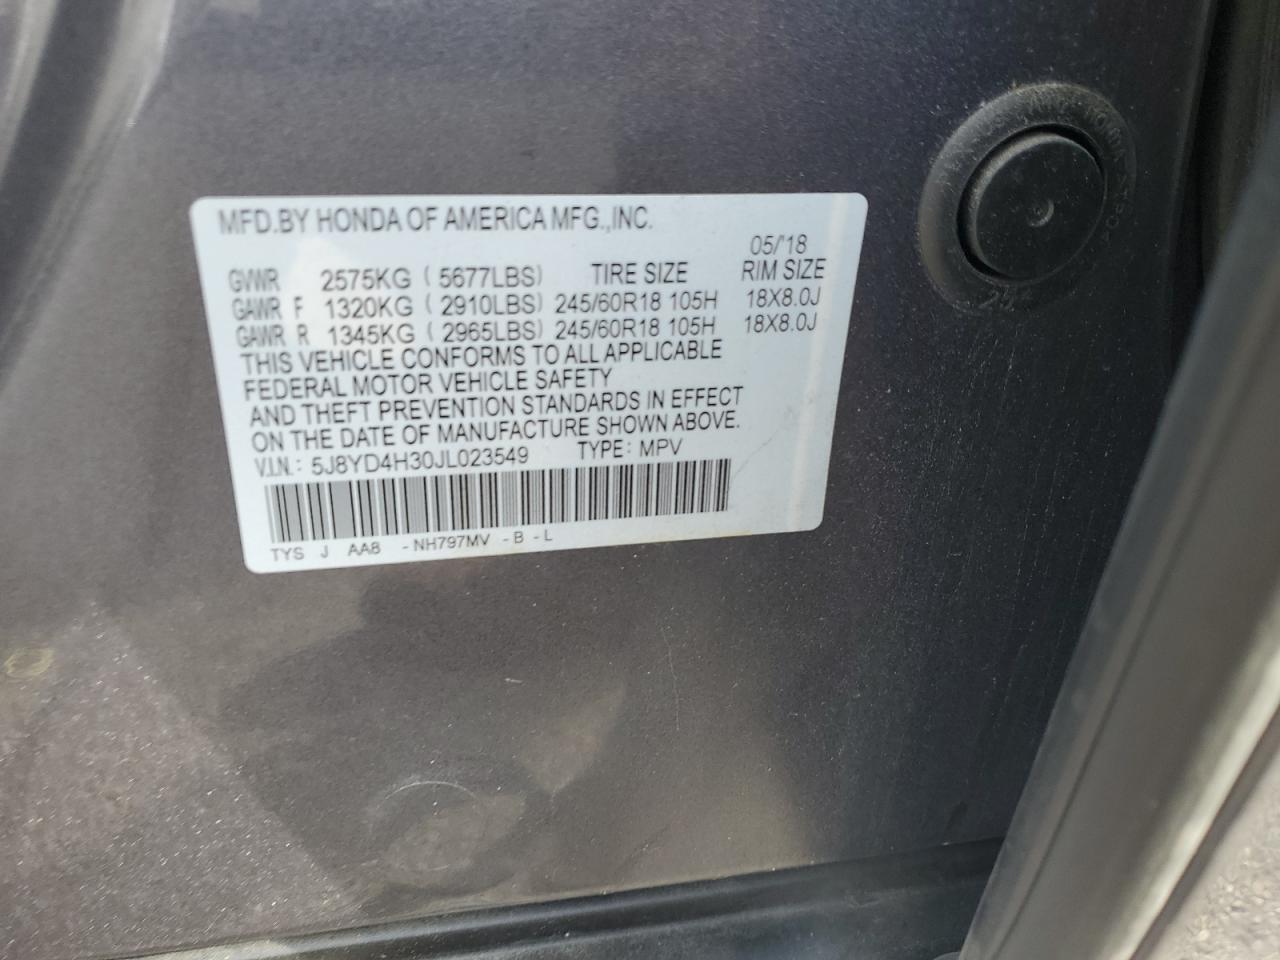 MFD.BY HONDA OF AMERICA MFG.,INC.
05/'18
GVWR 2575KG ( 5677LBS) TIRE SIZE RIM SIZE
GAWR F 1320KG ( 2910LBS) 245/60R18 105H 18X8.0J
GAWR R 1345KG ( 2965LBS) 245/60R18 105H 18X8.0J
THIS VEHICLE CONFORMS TO ALL APPLICABLE
FEDERAL MOTOR VEHICLE SAFETY
AND THEFT PREVENTION STANDARDS IN EFFECT
ON THE DATE OF MANUFACTURE SHOWN ABOVE.
V.I.N.: 5J8YD4H30JL023549 TYPE: MPV
TYS J AA8 -NH797MV -B -L